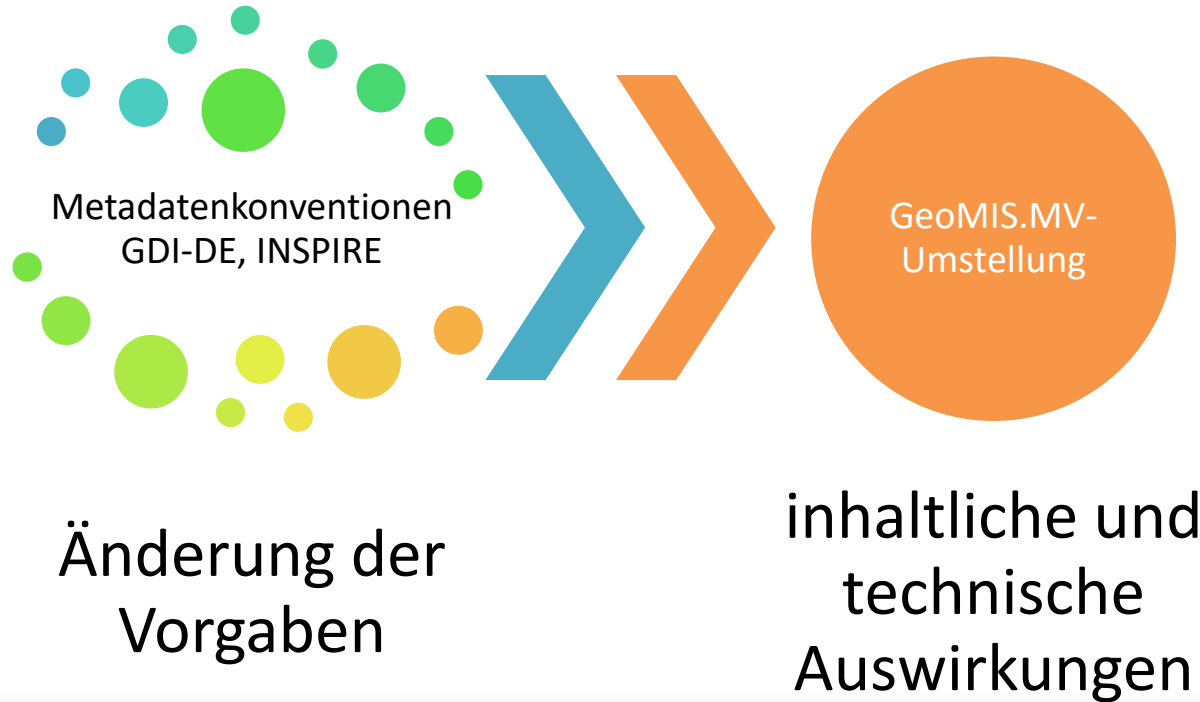 Metadatenkonventionen
GDI-DE, INSPIRE
GeoMIS.MV-
Umstellung
Änderung der
Vorgaben
inhaltliche und
technische
Auswirkungen